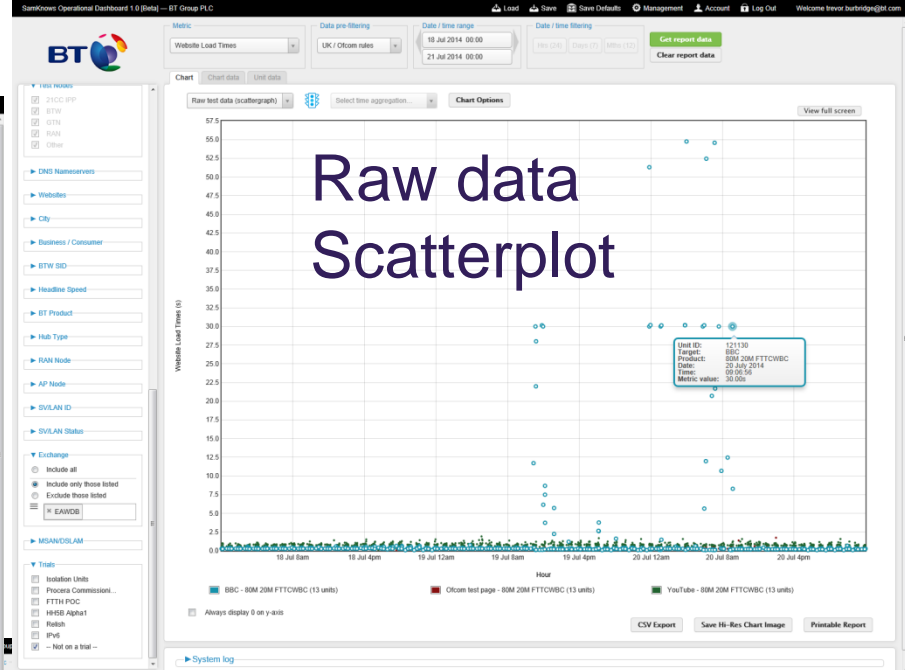 SamKnows Operational Dashboard 1.0 [Beta] — BT Group PLC
Load Save Save Defaults Management Account Log Out Welcome trevor.burbridge@bt.com
BT
Metric
Website Load Times
Data pre-filtering
UK / Ofcom rules
Date / time range
18 Jul 2014 00:00
21 Jul 2014 00:00
Date / time filtering
Hrs (24) Days (7) Mths (12)
Get report data
Clear report data
Chart Chart data Unit data
Raw test data (scattergraph)
Select time aggregation...
Chart Options
View full screen
Test Nodes
21CC IPP
BTW
GTN
RAN
Other
DNS Nameservers
Websites
City
Business / Consumer
BTW SID
Headline Speed
BT Product
Hub Type
RAN Node
AP Node
SV/LAN ID
SV/LAN Status
Exchange
Include all
Include only those listed
Exclude those listed
EAWDB
MSAN/DSLAM
Trials
Isolation Units
Procera Commissioni...
FTTH POC
HH5B Alpha1
Relish
IPv6
-- Not on a trial --
Raw data
Scatterplot
Website Load Times (s)
57.5
55.0
52.5
50.0
47.5
45.0
42.5
40.0
37.5
35.0
32.5
30.0
27.5
25.0
22.5
20.0
17.5
15.0
12.5
10.0
7.5
5.0
2.5
0.0
Unit ID: 121130
Target: BBC
Product: 80M 20M FTTCWBC
Date: 20 July 2014
Time: 09:06:56
Metric value: 30.00s
18 Jul 8am 18 Jul 4pm 19 Jul 12am 19 Jul 8am 19 Jul 4pm 20 Jul 12am 20 Jul 8am 20 Jul 4pm
Hour
BBC - 80M 20M FTTCWBC (13 units) Ofcom test page - 80M 20M FTTCWBC (13 units) YouTube - 80M 20M FTTCWBC (13 units)
Always display 0 on y-axis
CSV Export Save Hi-Res Chart Image Printable Report
System log